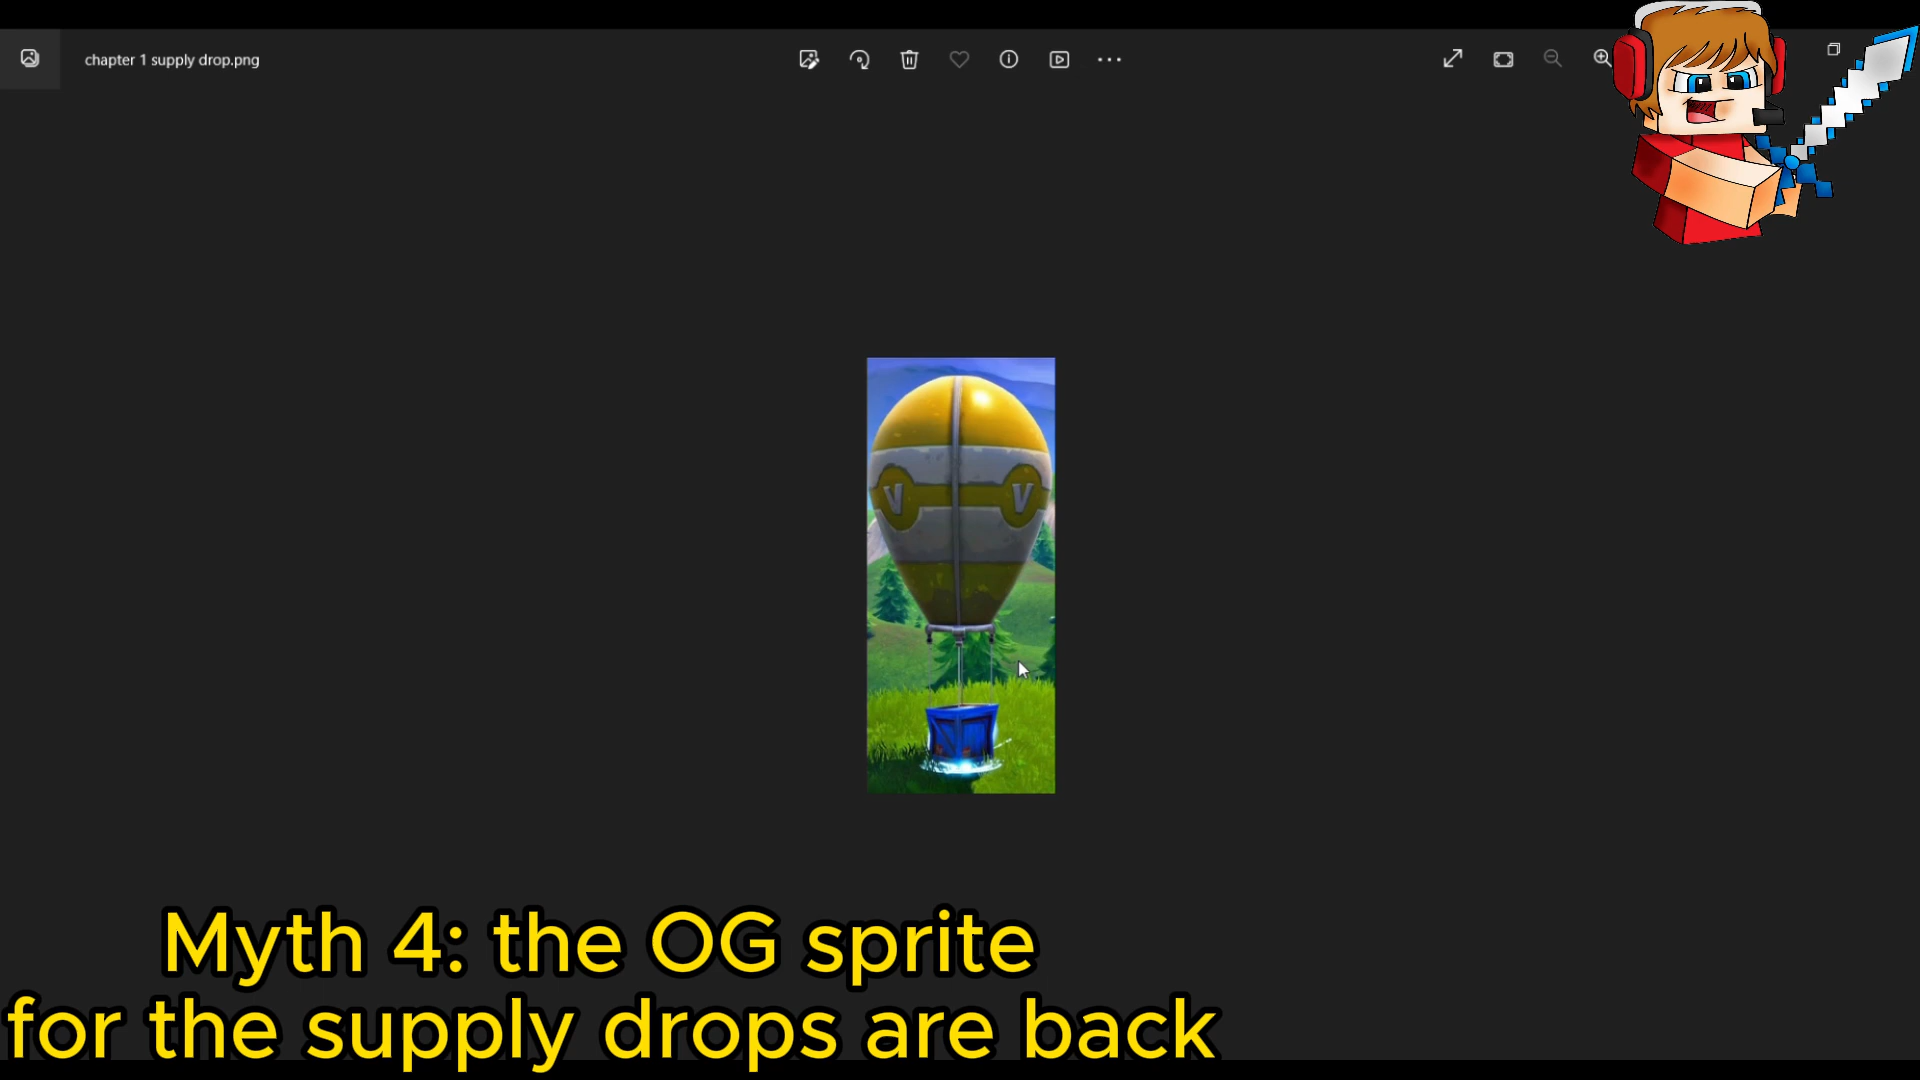 chapter 1 supply drop.png
V V
Myth 4: the OG sprite
for the supply drops are back